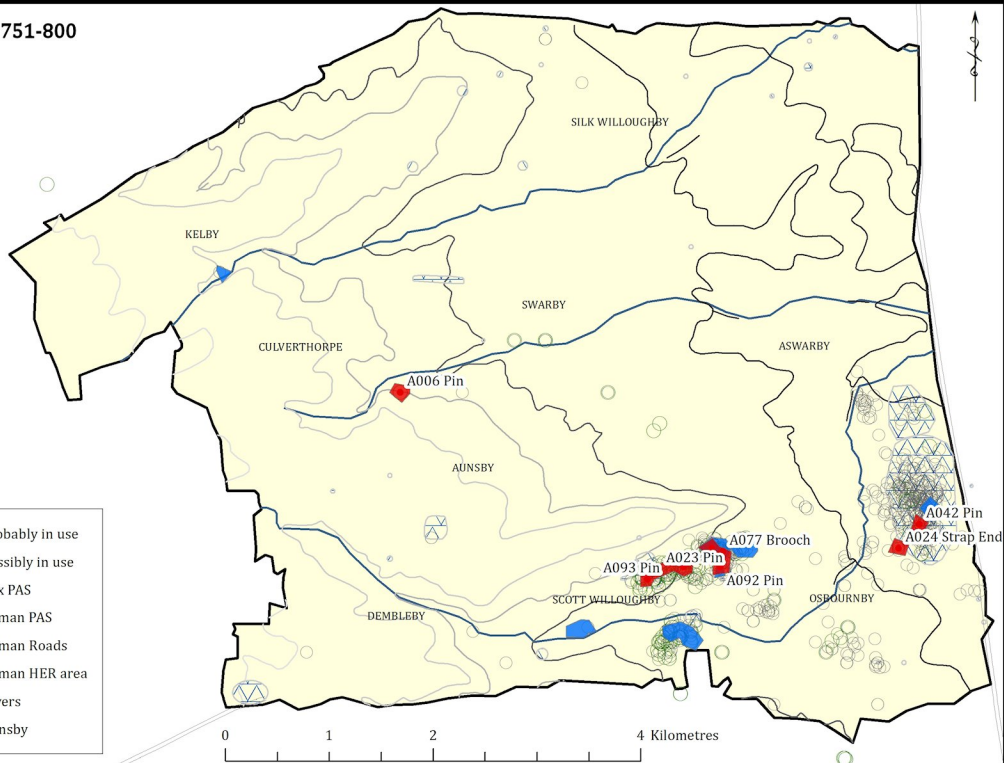 751-800
SILK WILLOUGHBY
KELBY
SWARBY
CULVERTHORPE
ASWARBY
A006 Pin
AUNSBY
A042 Pin
A024 Strap End
A077 Brooch
A023 Pin
A093 Pin
A092 Pin
SCOTT WILLOUGHBY
OSBOURNBY
DEMBLEBY
obably in use
ssibly in use
x PAS
man PAS
man Roads
man HER area
vers
nsby
0 1 2 4 Kilometres